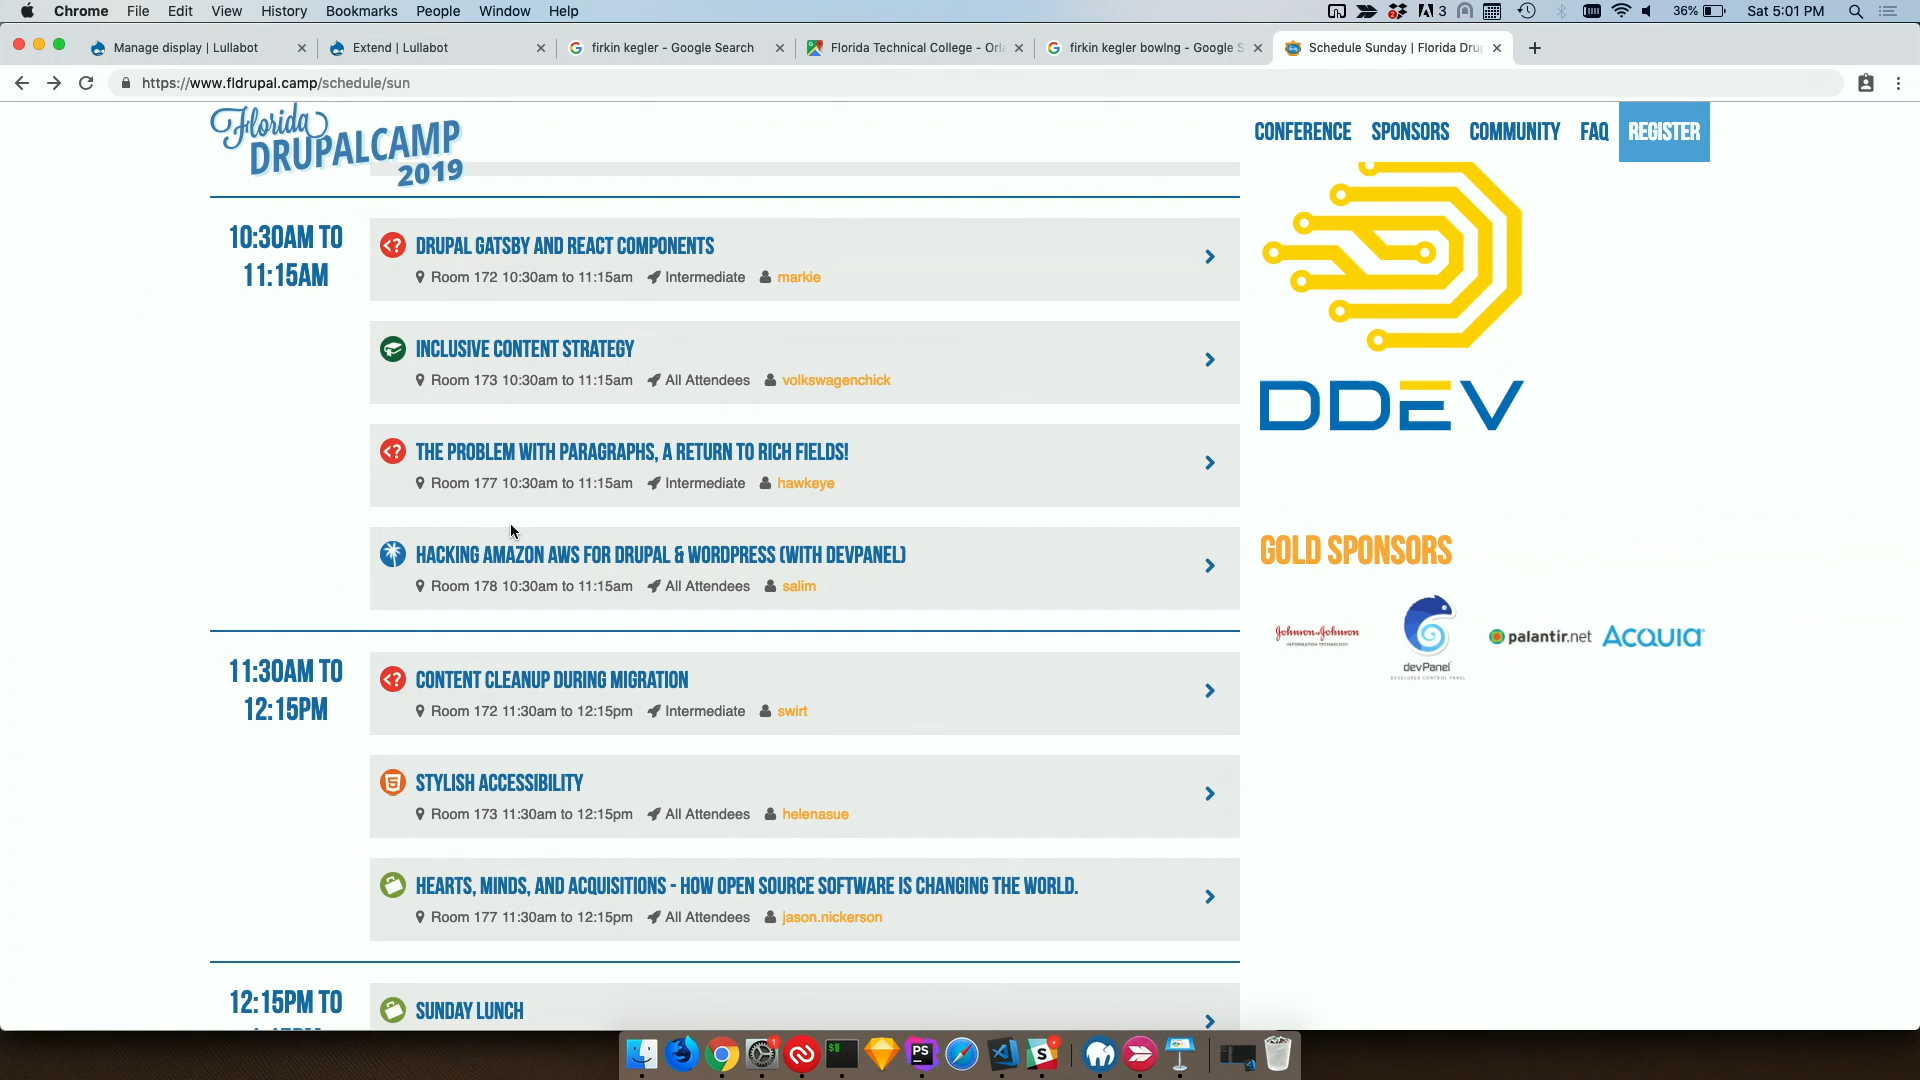 Chrome File Edit View History Bookmarks People Window Help
3 36% Sat 5:01 PM
Manage display | Lullabot Extend | Lullabot firkin kegler - Google Search Florida Technical College - Orl firkin kegler bowlng - Google S Schedule Sunday | Florida Dru
https://www.fldrupal.camp/schedule/sun
Florida
DRUPALCAMP
2019
CONFERENCE SPONSORS COMMUNITY FAQ REGISTER
10:30AM TO
11:15AM
DRUPAL GATSBY AND REACT COMPONENTS
Room 172 10:30am to 11:15am Intermediate markie
INCLUSIVE CONTENT STRATEGY
Room 173 10:30am to 11:15am All Attendees volkswagenchick
THE PROBLEM WITH PARAGRAPHS, A RETURN TO RICH FIELDS!
Room 177 10:30am to 11:15am Intermediate hawkeye
HACKING AMAZON AWS FOR DRUPAL & WORDPRESS (WITH DEVPANEL)
Room 178 10:30am to 11:15am All Attendees salim
11:30AM TO
12:15PM
CONTENT CLEANUP DURING MIGRATION
Room 172 11:30am to 12:15pm Intermediate swirt
STYLISH ACCESSIBILITY
Room 173 11:30am to 12:15pm All Attendees helenasue
HEARTS, MINDS, AND ACQUISITIONS - HOW OPEN SOURCE SOFTWARE IS CHANGING THE WORLD.
Room 177 11:30am to 12:15pm All Attendees jason.nickerson
12:15PM TO
SUNDAY LUNCH
DDEV
GOLD SPONSORS
Johnson & Johnson
INFORMATION TECHNOLOGY
devPanel
DEVELOPER CONTROL PANEL
palantir.net
ACQUIA
PS
S